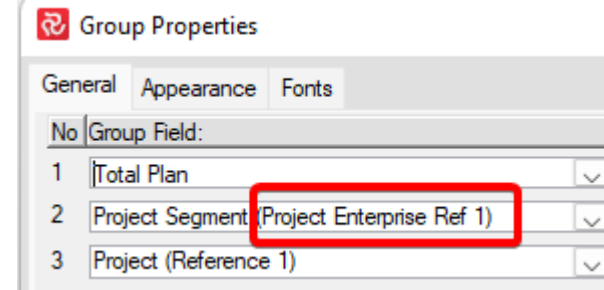 Group Properties
General Appearance Fonts
No Group Field:
1 Total Plan
2 Project Segment (Project Enterprise Ref 1)
3 Project (Reference 1)